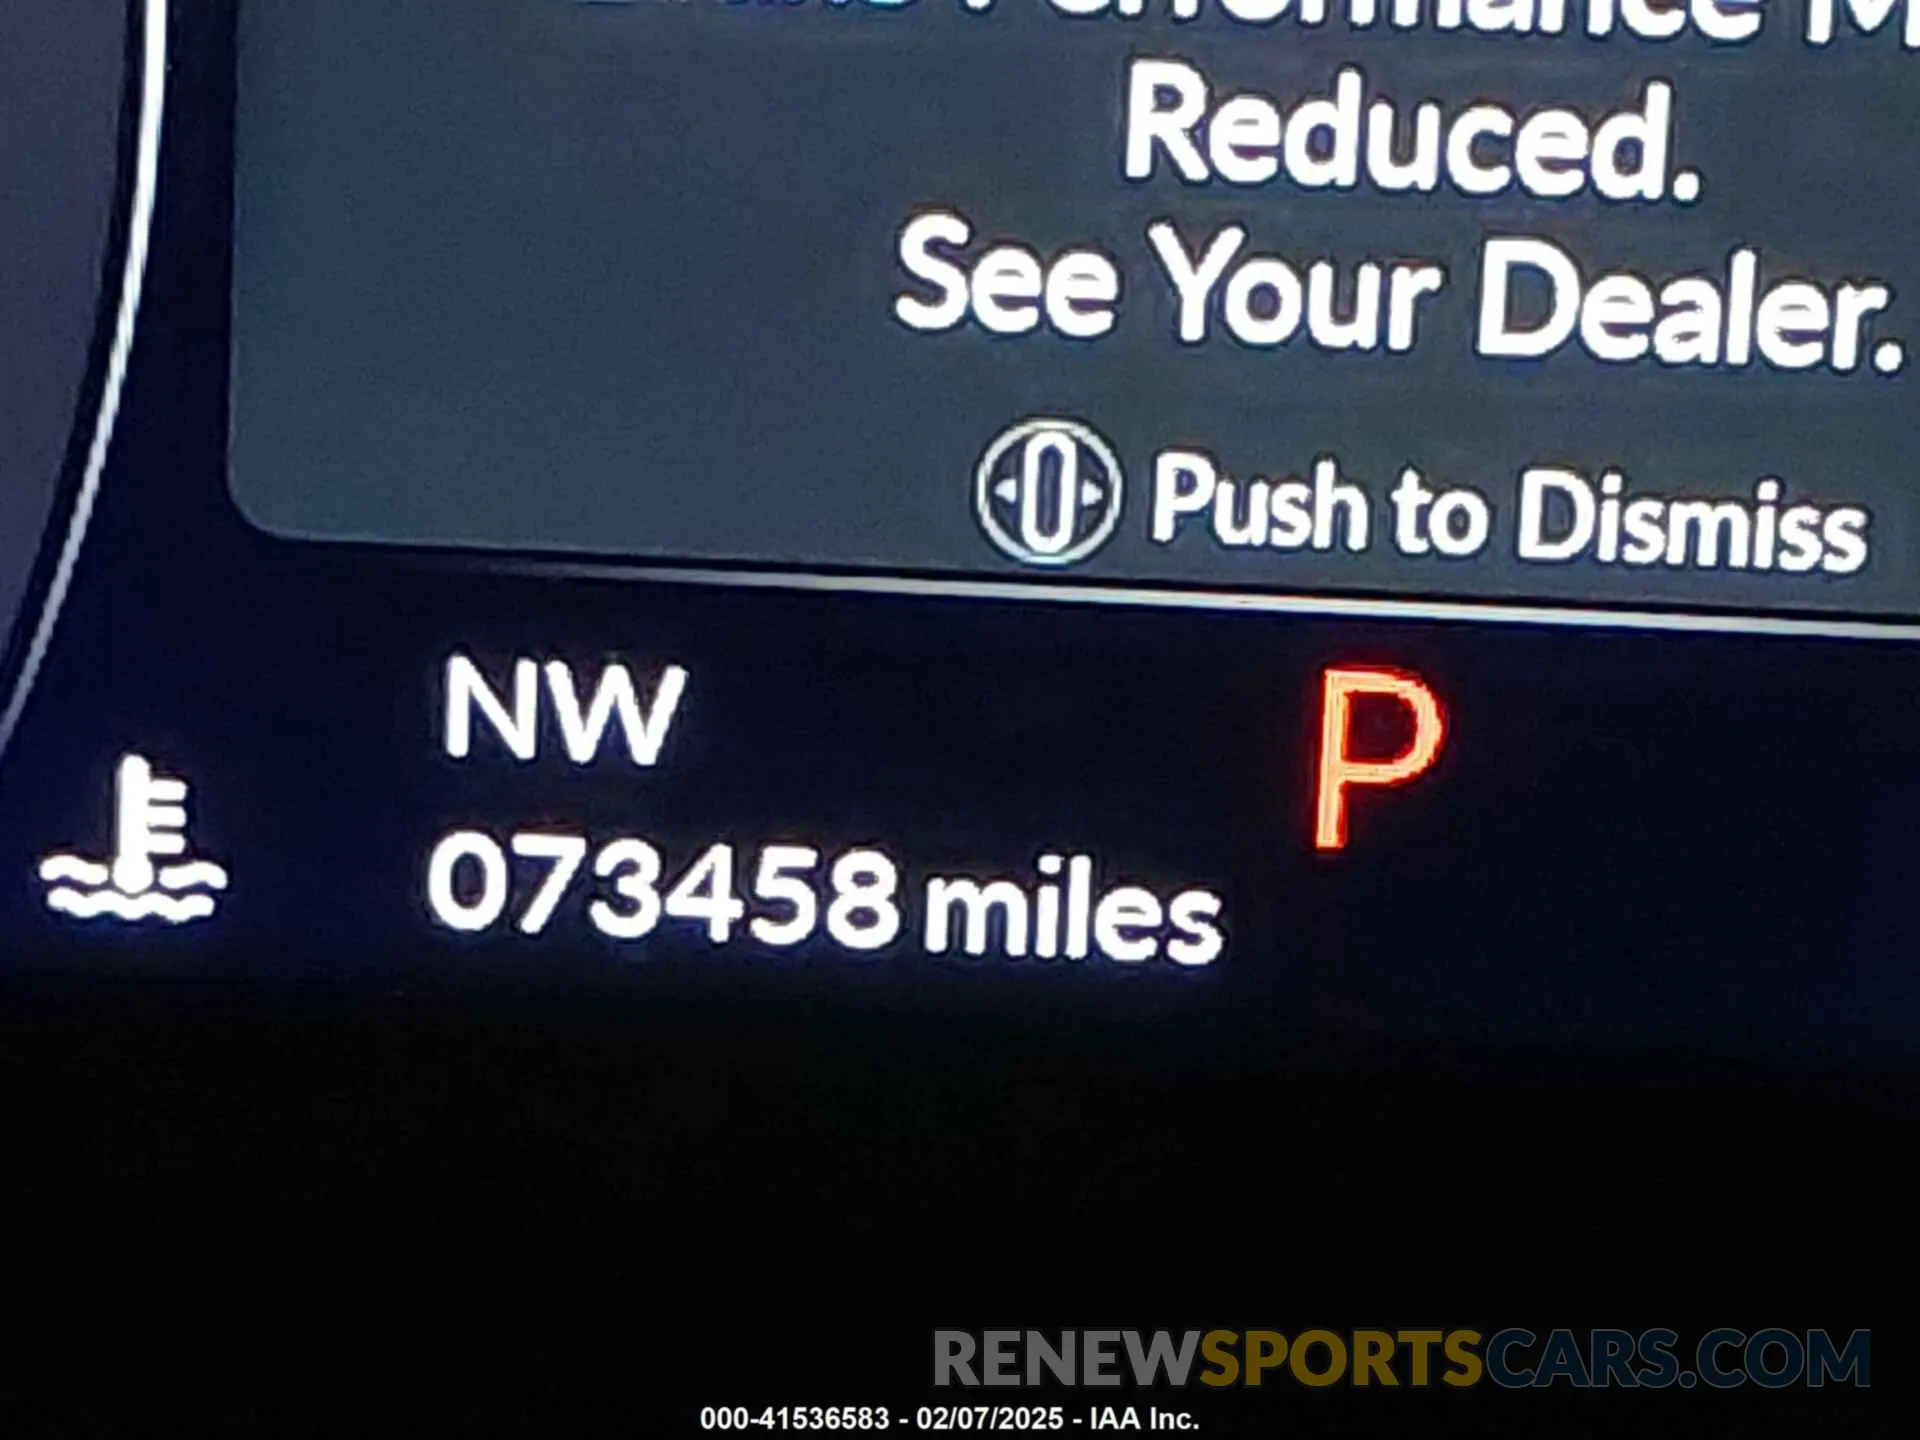 Performance
Reduced.
See Your Dealer.
Push to Dismiss
NW
P
073458 miles
RENEWSPORTSCARS.COM
000-41536583 - 02/07/2025 - IAA Inc.